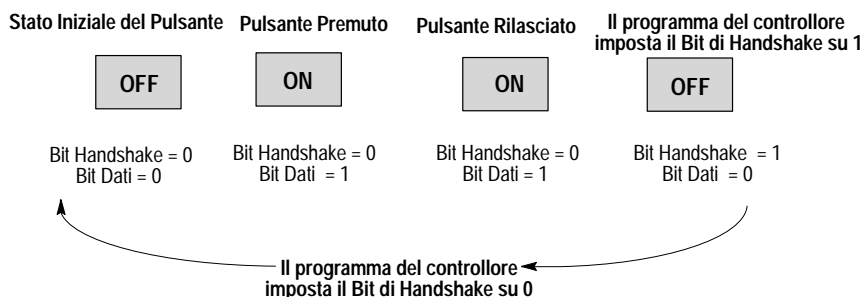 Stato Iniziale del Pulsante
Pulsante Premuto
Pulsante Rilasciato
Il programma del controllore
imposta il Bit di Handshake su 1
OFF
ON
ON
OFF
Bit Handshake = 0
Bit Dati = 0
Bit Handshake = 0
Bit Dati = 1
Bit Handshake = 0
Bit Dati = 1
Bit Handshake = 1
Bit Dati = 0
Il programma del controllore
imposta il Bit di Handshake su 0